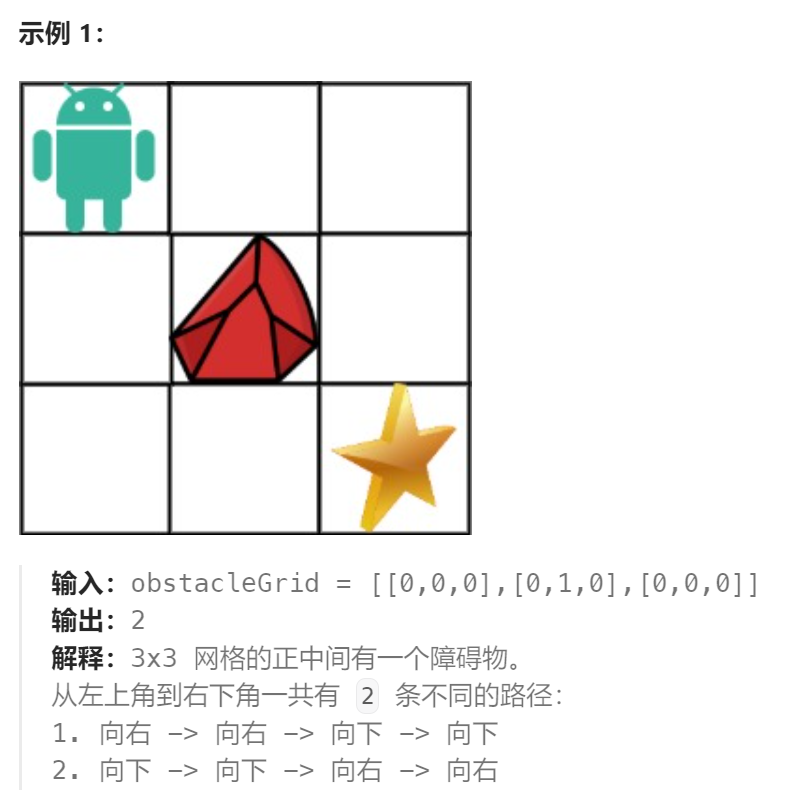 示例 1：
输入：obstacleGrid = [[0,0,0],[0,1,0],[0,0,0]]
输出：2
解释：3x3 网格的正中间有一个障碍物。
从左上角到右下角一共有 2 条不同的路径：
1. 向右 -> 向右 -> 向下 -> 向下
2. 向下 -> 向下 -> 向右 -> 向右